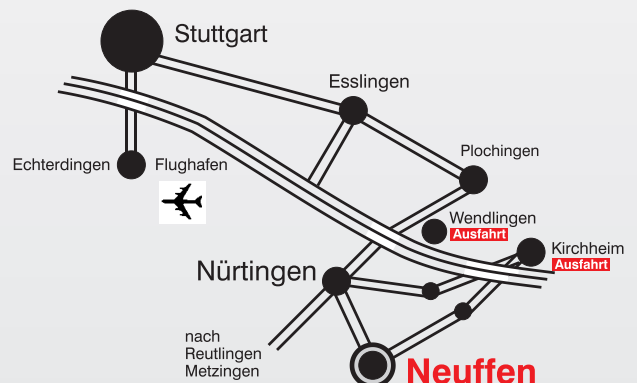 Stuttgart
Esslingen
Plochingen
Echterdingen
Flughafen
Wendlingen
Ausfahrt
Kirchheim
Ausfahrt
Nürtingen
nach
Reutlingen
Metzingen
Neuffen